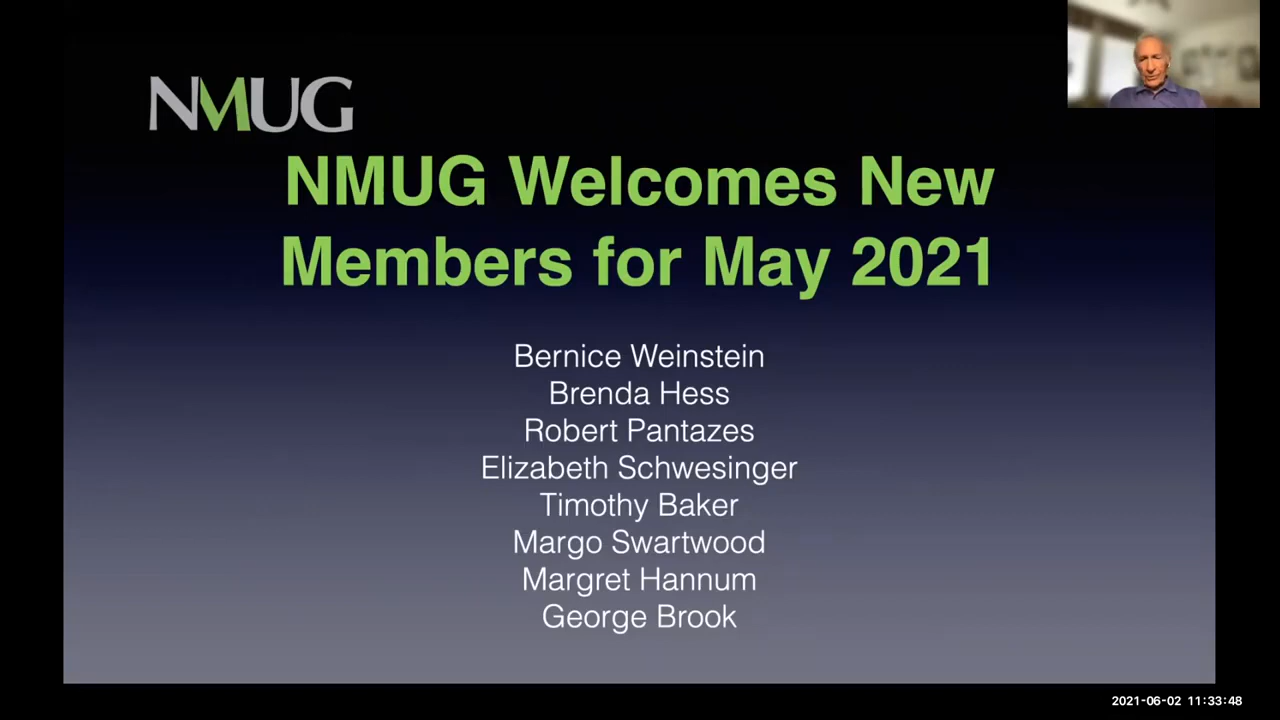 NMUG
NMUG Welcomes New
Members for May 2021
Bernice Weinstein
Brenda Hess
Robert Pantazes
Elizabeth Schwesinger
Timothy Baker
Margo Swartwood
Margret Hannum
George Brook
2021-06-02 11:33:48